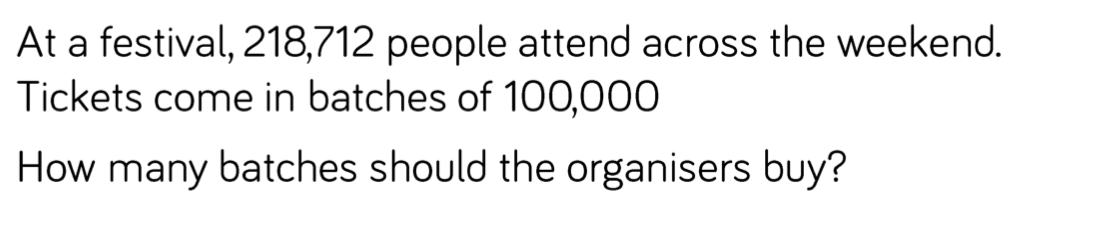 At a festival, 218,712 people attend across the weekend.
Tickets come in batches of 100,000
How many batches should the organisers buy?